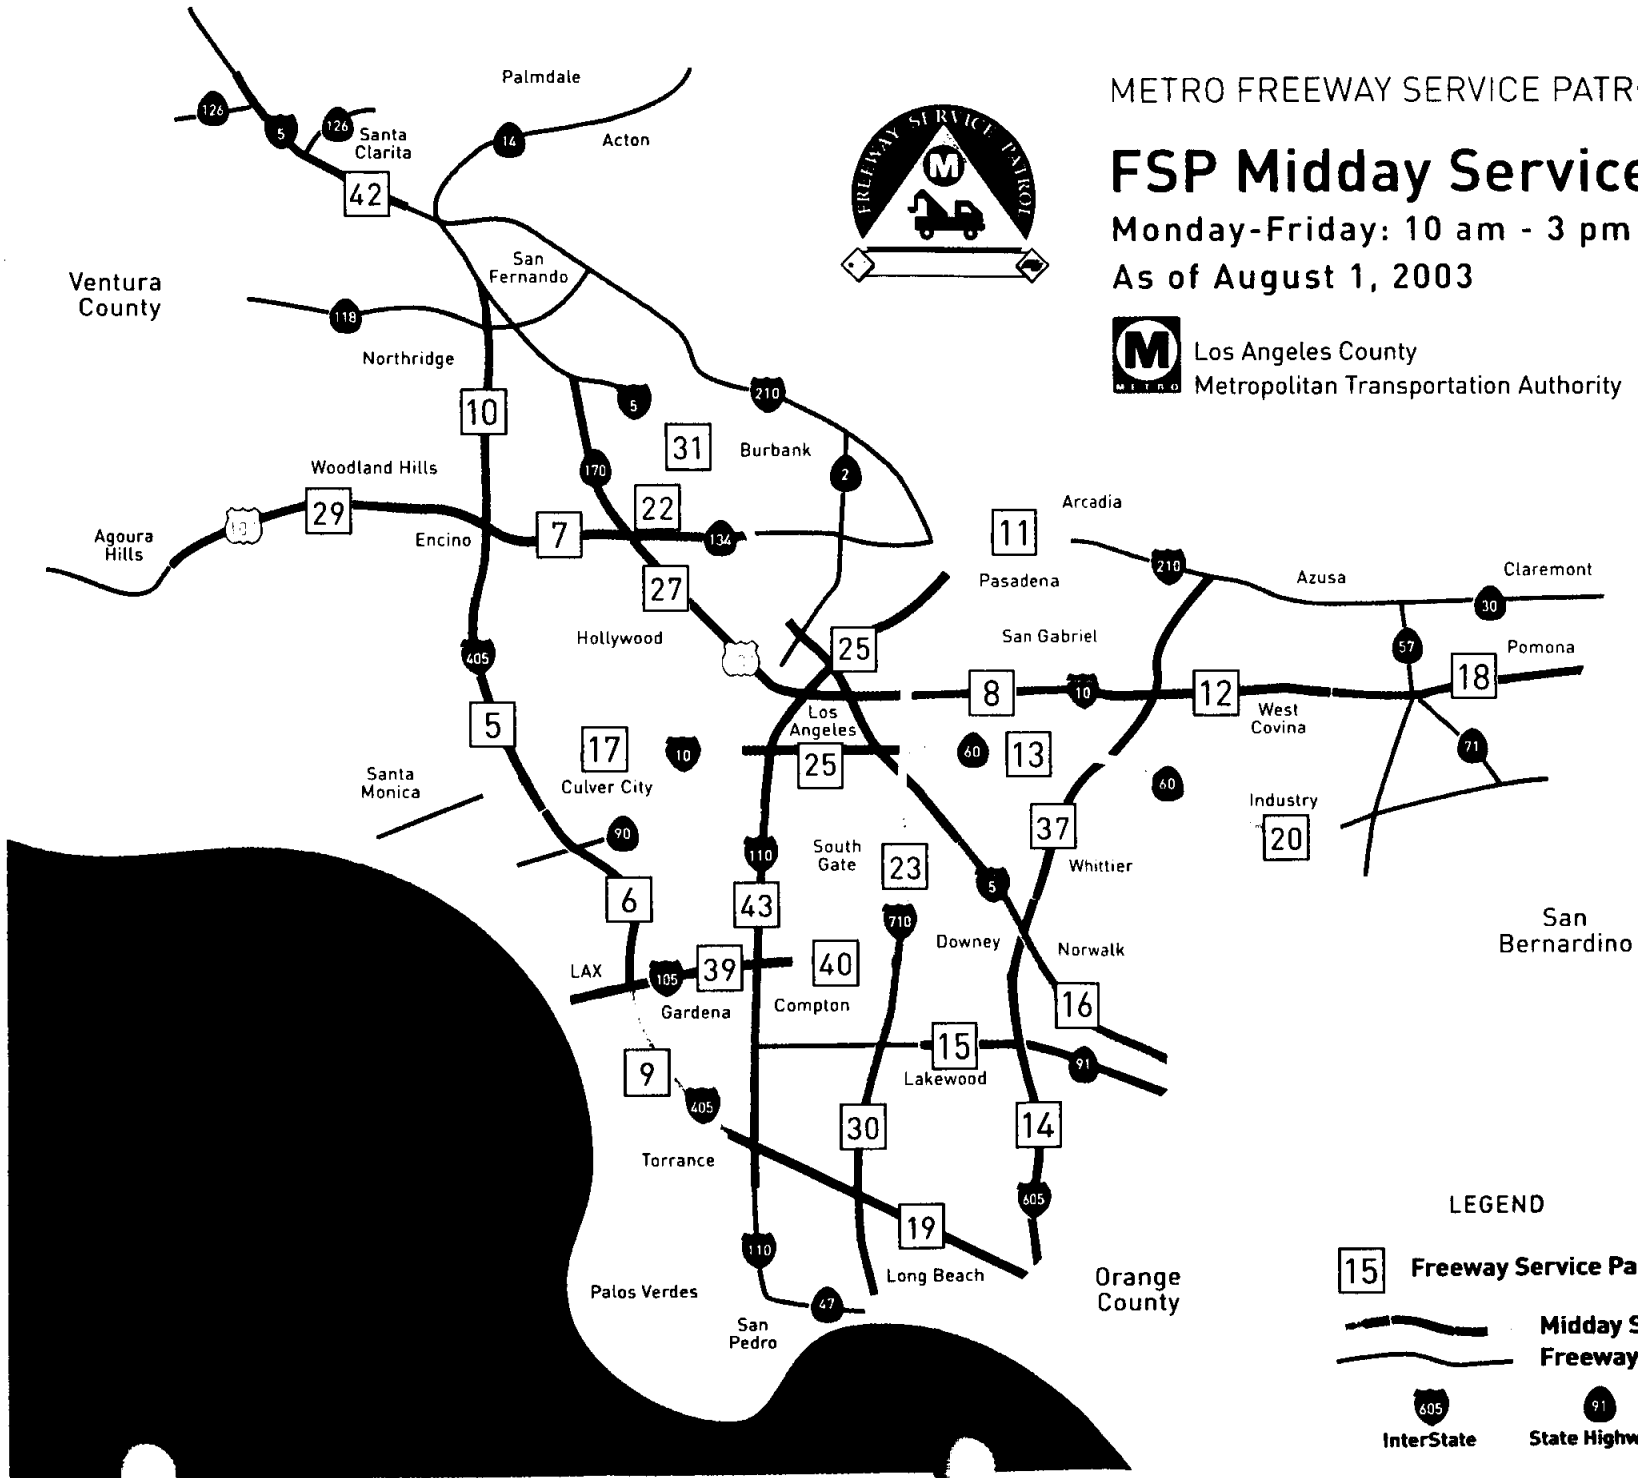 METRO FREEWAY SERVICE PATR
FSP Midday Service
Monday-Friday: 10 am - 3 pm
As of August 1, 2003
FREEWAY SERVICE PATROL
M
M
METRO
Los Angeles County
Metropolitan Transportation Authority
Palmdale
126
5
126
Santa
Clarita
14
Acton
42
San
Fernando
Ventura
County
118
Northridge
10
5
210
31
Burbank
170
2
Woodland Hills
29
22
Agoura
Hills
Encino
7
134
11
Arcadia
210
Azusa
Claremont
30
Pasadena
27
Hollywood
25
San Gabriel
57
Pomona
18
405
8
10
12
West
Covina
5
Los
Angeles
17
10
25
60
13
71
Culver City
Santa
Monica
60
Industry
20
90
110
South
Gate
23
37
Whittier
5
6
43
710
Downey
Norwalk
San
Bernardino
LAX
105
39
40
Gardena
Compton
16
9
15
Lakewood
91
405
30
14
Torrance
605
19
110
Long Beach
Palos Verdes
47
San
Pedro
Orange
County
LEGEND
15
Freeway Service Pa
Midday S
Freeway
605
91
InterState
State Highw